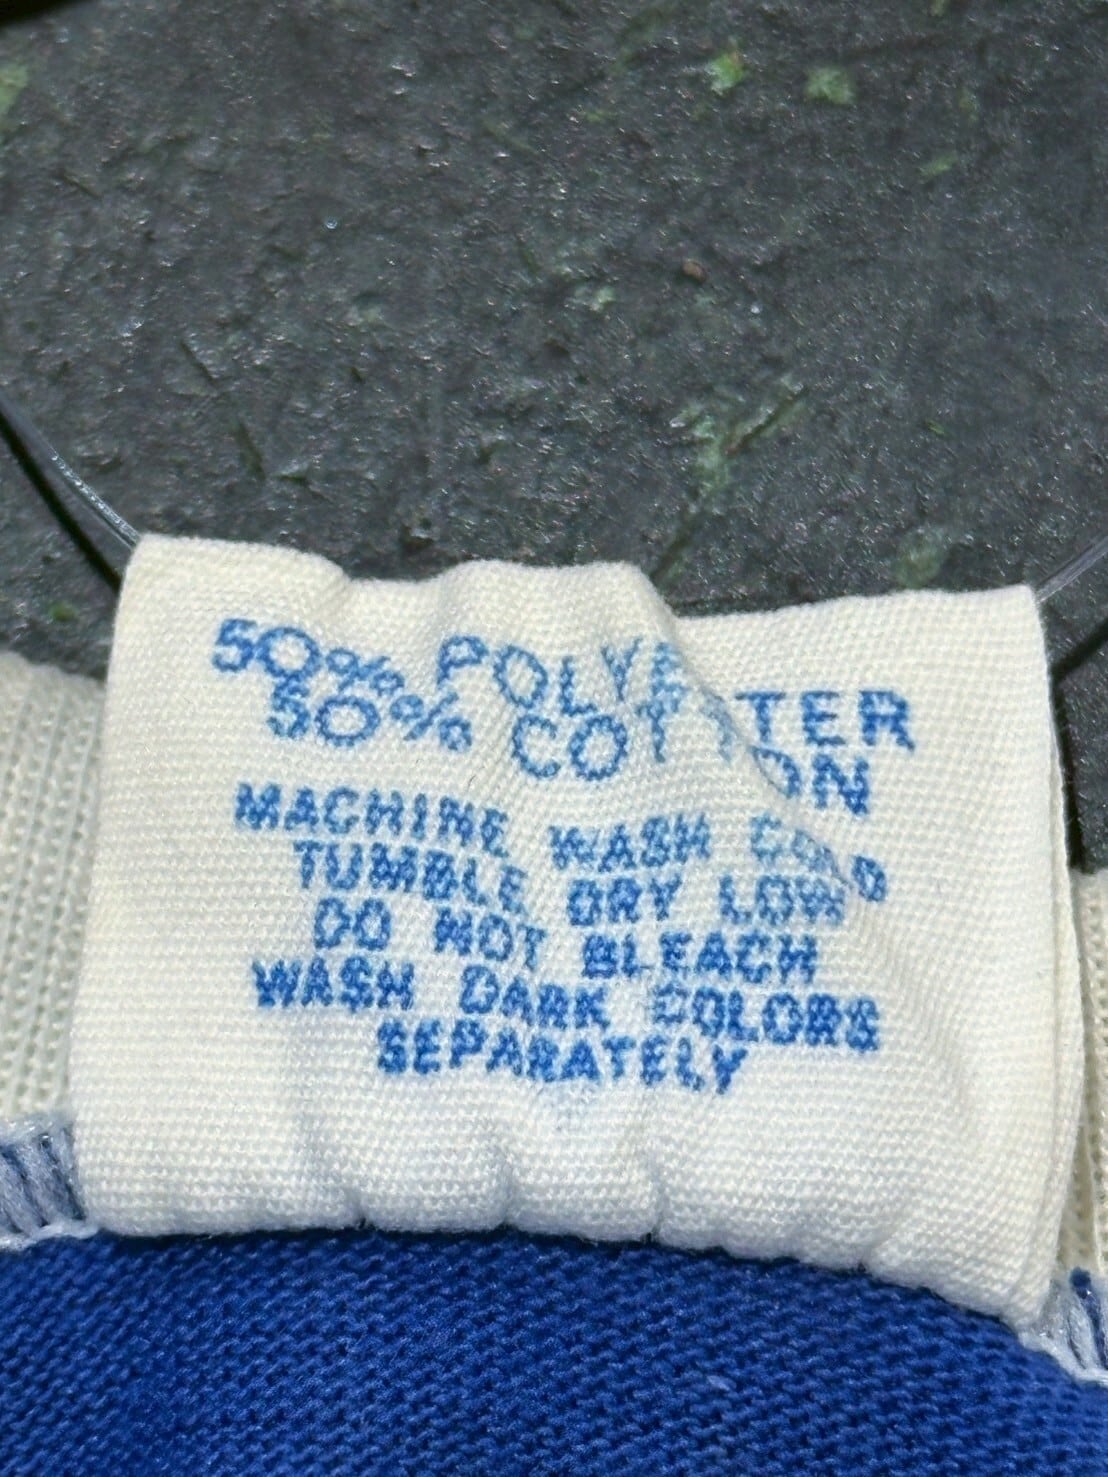 50% POLYESTER
50% COTTON
MACHINE WASH COLD
TUMBLE DRY LOW
DO NOT BLEACH
WASH DARK COLORS
SEPARATELY